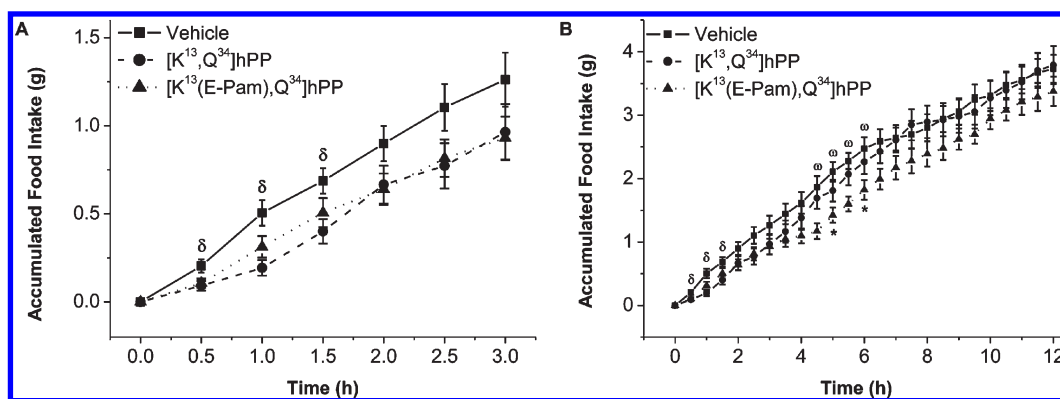 A
Vehicle
[K¹³,Q³⁴]hPP
[K¹³(E-Pam),Q³⁴]hPP
Accumulated Food Intake (g)
1.5
1.0
0.5
0.0
δ
δ
δ
0.0 0.5 1.0 1.5 2.0 2.5 3.0
Time (h)
B
Vehicle
[K¹³,Q³⁴]hPP
[K¹³(E-Pam),Q³⁴]hPP
Accumulated Food Intake (g)
4
3
2
1
0
δ δ δ
ω ω ω ω
* *
0 2 4 6 8 10 12
Time (h)